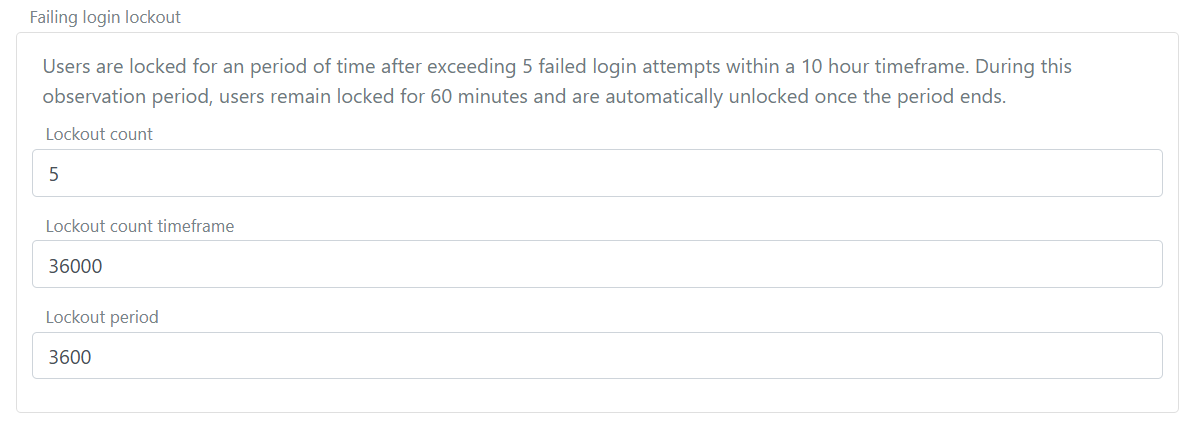 Failing login lockout
Users are locked for an period of time after exceeding 5 failed login attempts within a 10 hour timeframe. During this
observation period, users remain locked for 60 minutes and are automatically unlocked once the period ends.
Lockout count
5
Lockout count timeframe
36000
Lockout period
3600